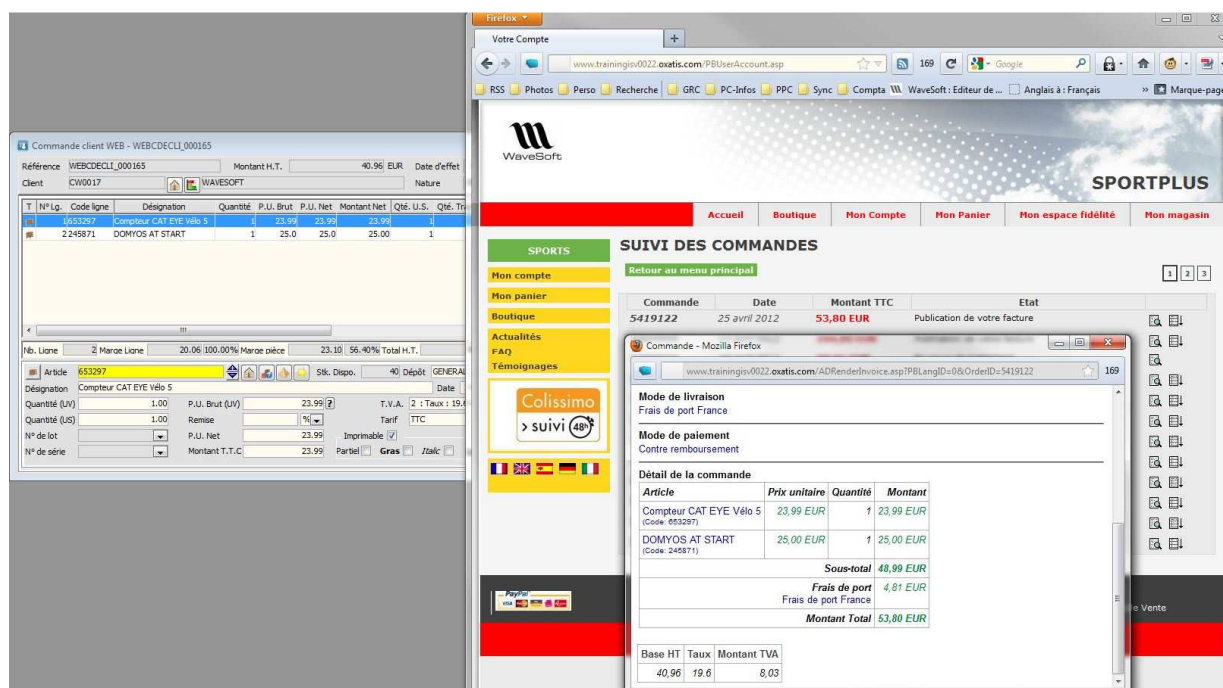 Firefox
Votre Compte
www.trainingisv0022.oxatis.com/PBUserAccount.asp
169
Google
RSS Photos Perso Recherche GRC PC-Infos PPC Sync Compta WaveSoft : Editeur de ... Anglais à : Français » Marque-page
WaveSoft
SPORTPLUS
Accueil Boutique Mon Compte Mon Panier Mon espace fidélité Mon magasin
SPORTS
Mon compte
Mon panier
Boutique
Actualités
FAQ
Témoignages
Colissimo
> suivi 48h
SUIVI DES COMMANDES
Retour au menu principal
1 2 3
Commande Date Montant TTC Etat
5419122 25 avril 2012 53,80 EUR Publication de votre facture
PayPal
VISA
Vente
Commande client WEB - WEBCDECLI_000165
Référence WEBCDECLI_000165 Montant H.T. 40.96 EUR Date d'effet
Client CW0017 WAVESOFT Nature
T N° Lg. Code ligne Désignation Quantité P.U. Brut P.U. Net Montant Net Qté. U.S. Qté. Tr
1 653297 Compteur CAT EYE Vélo 5 1 23.99 23.99 23.99 1
2 245871 DOMYOS AT START 1 25.0 25.0 25.00 1
Nb. Ligne 2 Marge Ligne 20.06 100.00% Marge pièce 23.10 56.40% Total H.T.
Article 653297 Stk. Dispo. 40 Dépôt GENERAL
Désignation Compteur CAT EYE Vélo 5 Date
Quantité (UV) 1.00 P.U. Brut (UV) 23.99 ? T.V.A. 2 : Taux : 19.6
Quantité (US) 1.00 Remise % Tarif TTC
N° de lot P.U. Net 23.99 Imprimable
N° de série Montant T.T.C 23.99 Partiel Gras Italic
Commande - Mozilla Firefox
www.trainingisv0022.oxatis.com/ADRenderInvoice.asp?PBLangID=0&OrderID=5419122
169
Mode de livraison
Frais de port France
Mode de paiement
Contre remboursement
Détail de la commande
Article Prix unitaire Quantité Montant
Compteur CAT EYE Vélo 5 23,99 EUR 1 23,99 EUR
(Code: 653297)
DOMYOS AT START 25,00 EUR 1 25,00 EUR
(Code: 245871)
Sous-total 48,99 EUR
Frais de port 4,81 EUR
Frais de port France
Montant Total 53,80 EUR
Base HT Taux Montant TVA
40,96 19.6 8,03